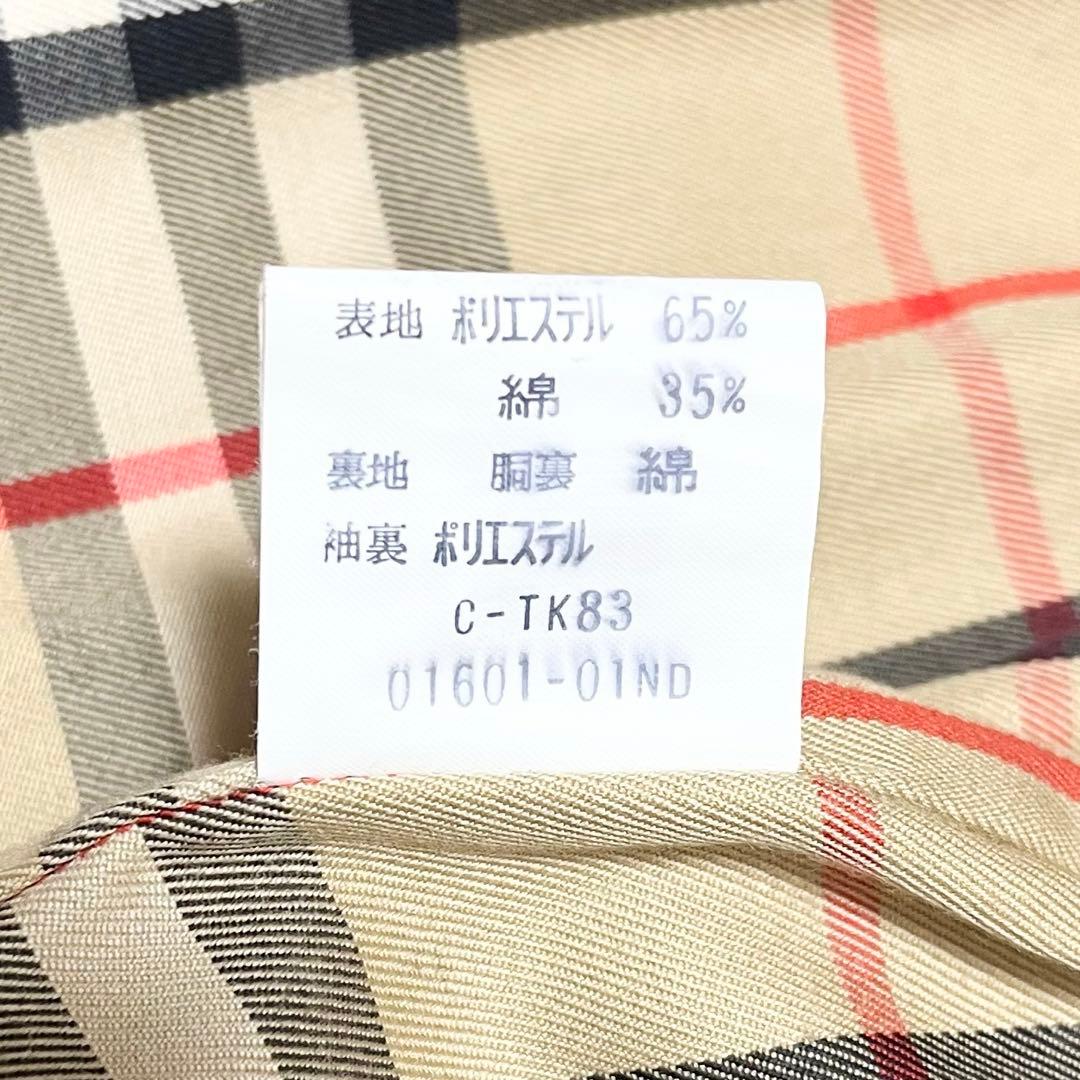 表地 ポリエステル 65%
綿 35%
裏地 胴裏 綿
袖裏 ポリエステル
C-TK83
01601-01ND